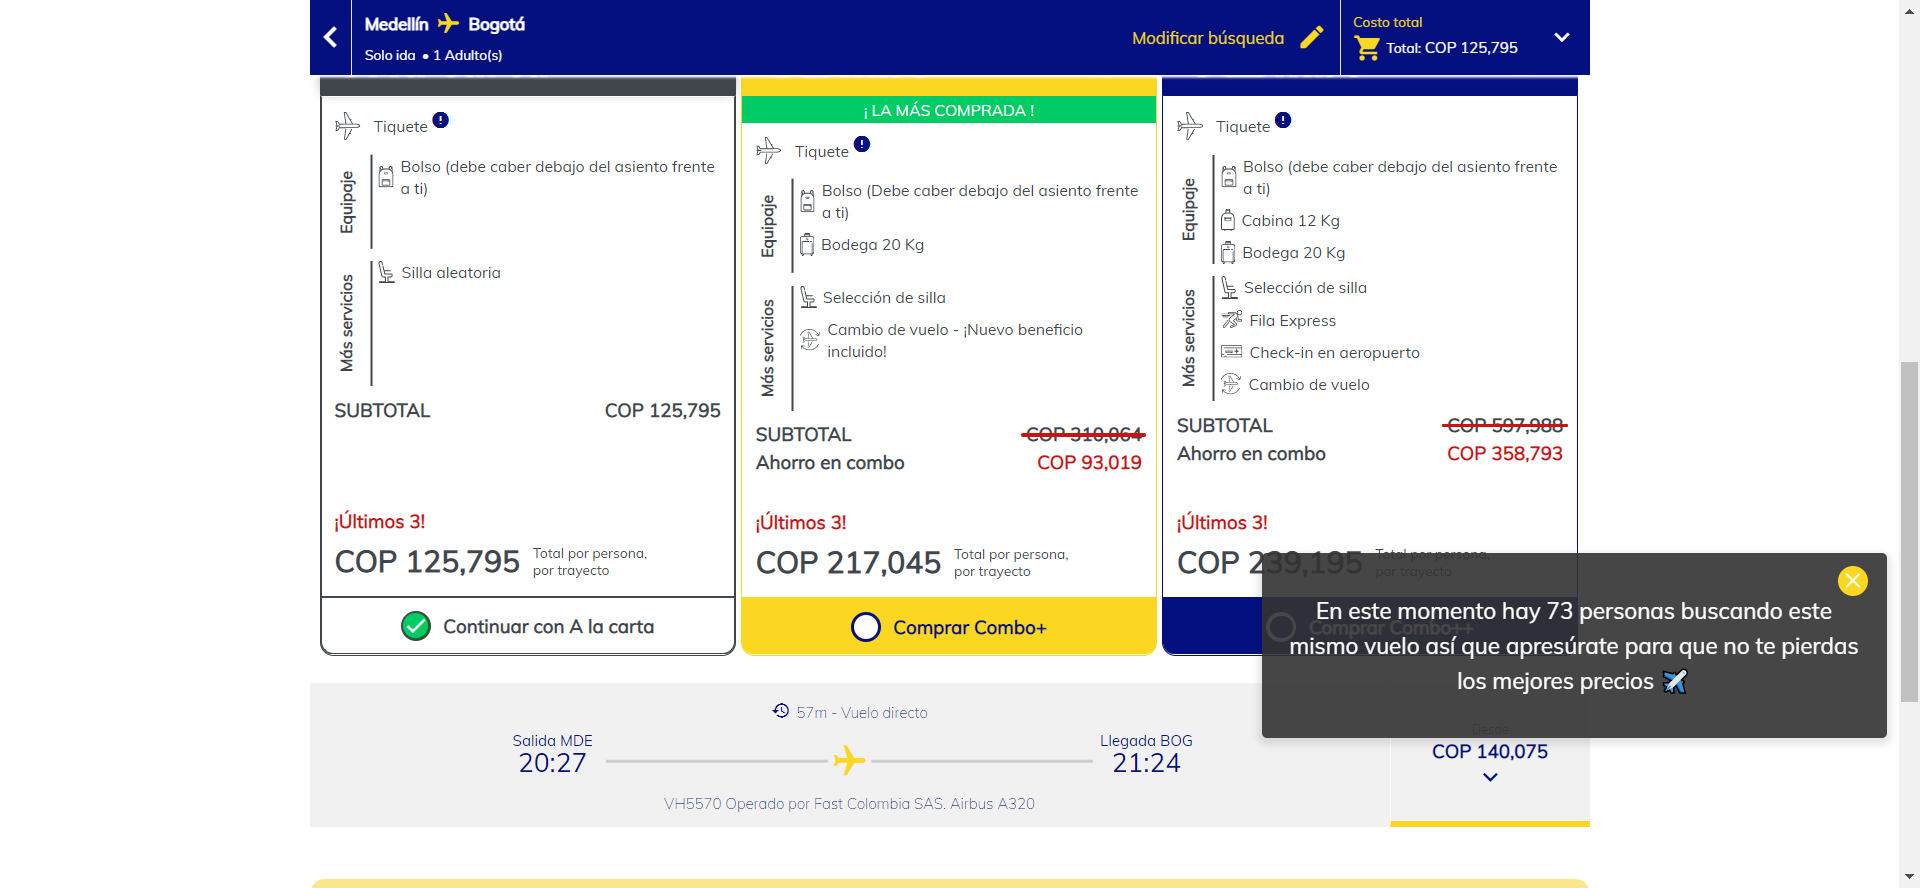 Medellín Bogotá
Solo ida • 1 Adulto(s)
Modificar búsqueda
Costo total
Total: COP 125,795
Tiquete
Equipaje
Bolso (debe caber debajo del asiento frente
a ti)
Más servicios
Silla aleatoria
SUBTOTAL COP 125,795
¡Últimos 3!
COP 125,795 Total por persona,
por trayecto
Continuar con A la carta
¡ LA MÁS COMPRADA !
Tiquete
Equipaje
Bolso (Debe caber debajo del asiento frente
a ti)
Bodega 20 Kg
Más servicios
Selección de silla
Cambio de vuelo - ¡Nuevo beneficio
incluido!
SUBTOTAL COP 310,064
Ahorro en combo COP 93,019
¡Últimos 3!
COP 217,045 Total por persona,
por trayecto
Comprar Combo+
Tiquete
Equipaje
Bolso (debe caber debajo del asiento frente
a ti)
Cabina 12 Kg
Bodega 20 Kg
Más servicios
Selección de silla
Fila Express
Check-in en aeropuerto
Cambio de vuelo
SUBTOTAL COP 597,988
Ahorro en combo COP 358,793
¡Últimos 3!
COP 239,195 Total por persona,
por trayecto
Comprar Combo++
En este momento hay 73 personas buscando este
mismo vuelo así que apresúrate para que no te pierdas
los mejores precios
57m - Vuelo directo
Salida MDE
20:27
Llegada BOG
21:24
VH5570 Operado por Fast Colombia SAS. Airbus A320
Desde
COP 140,075